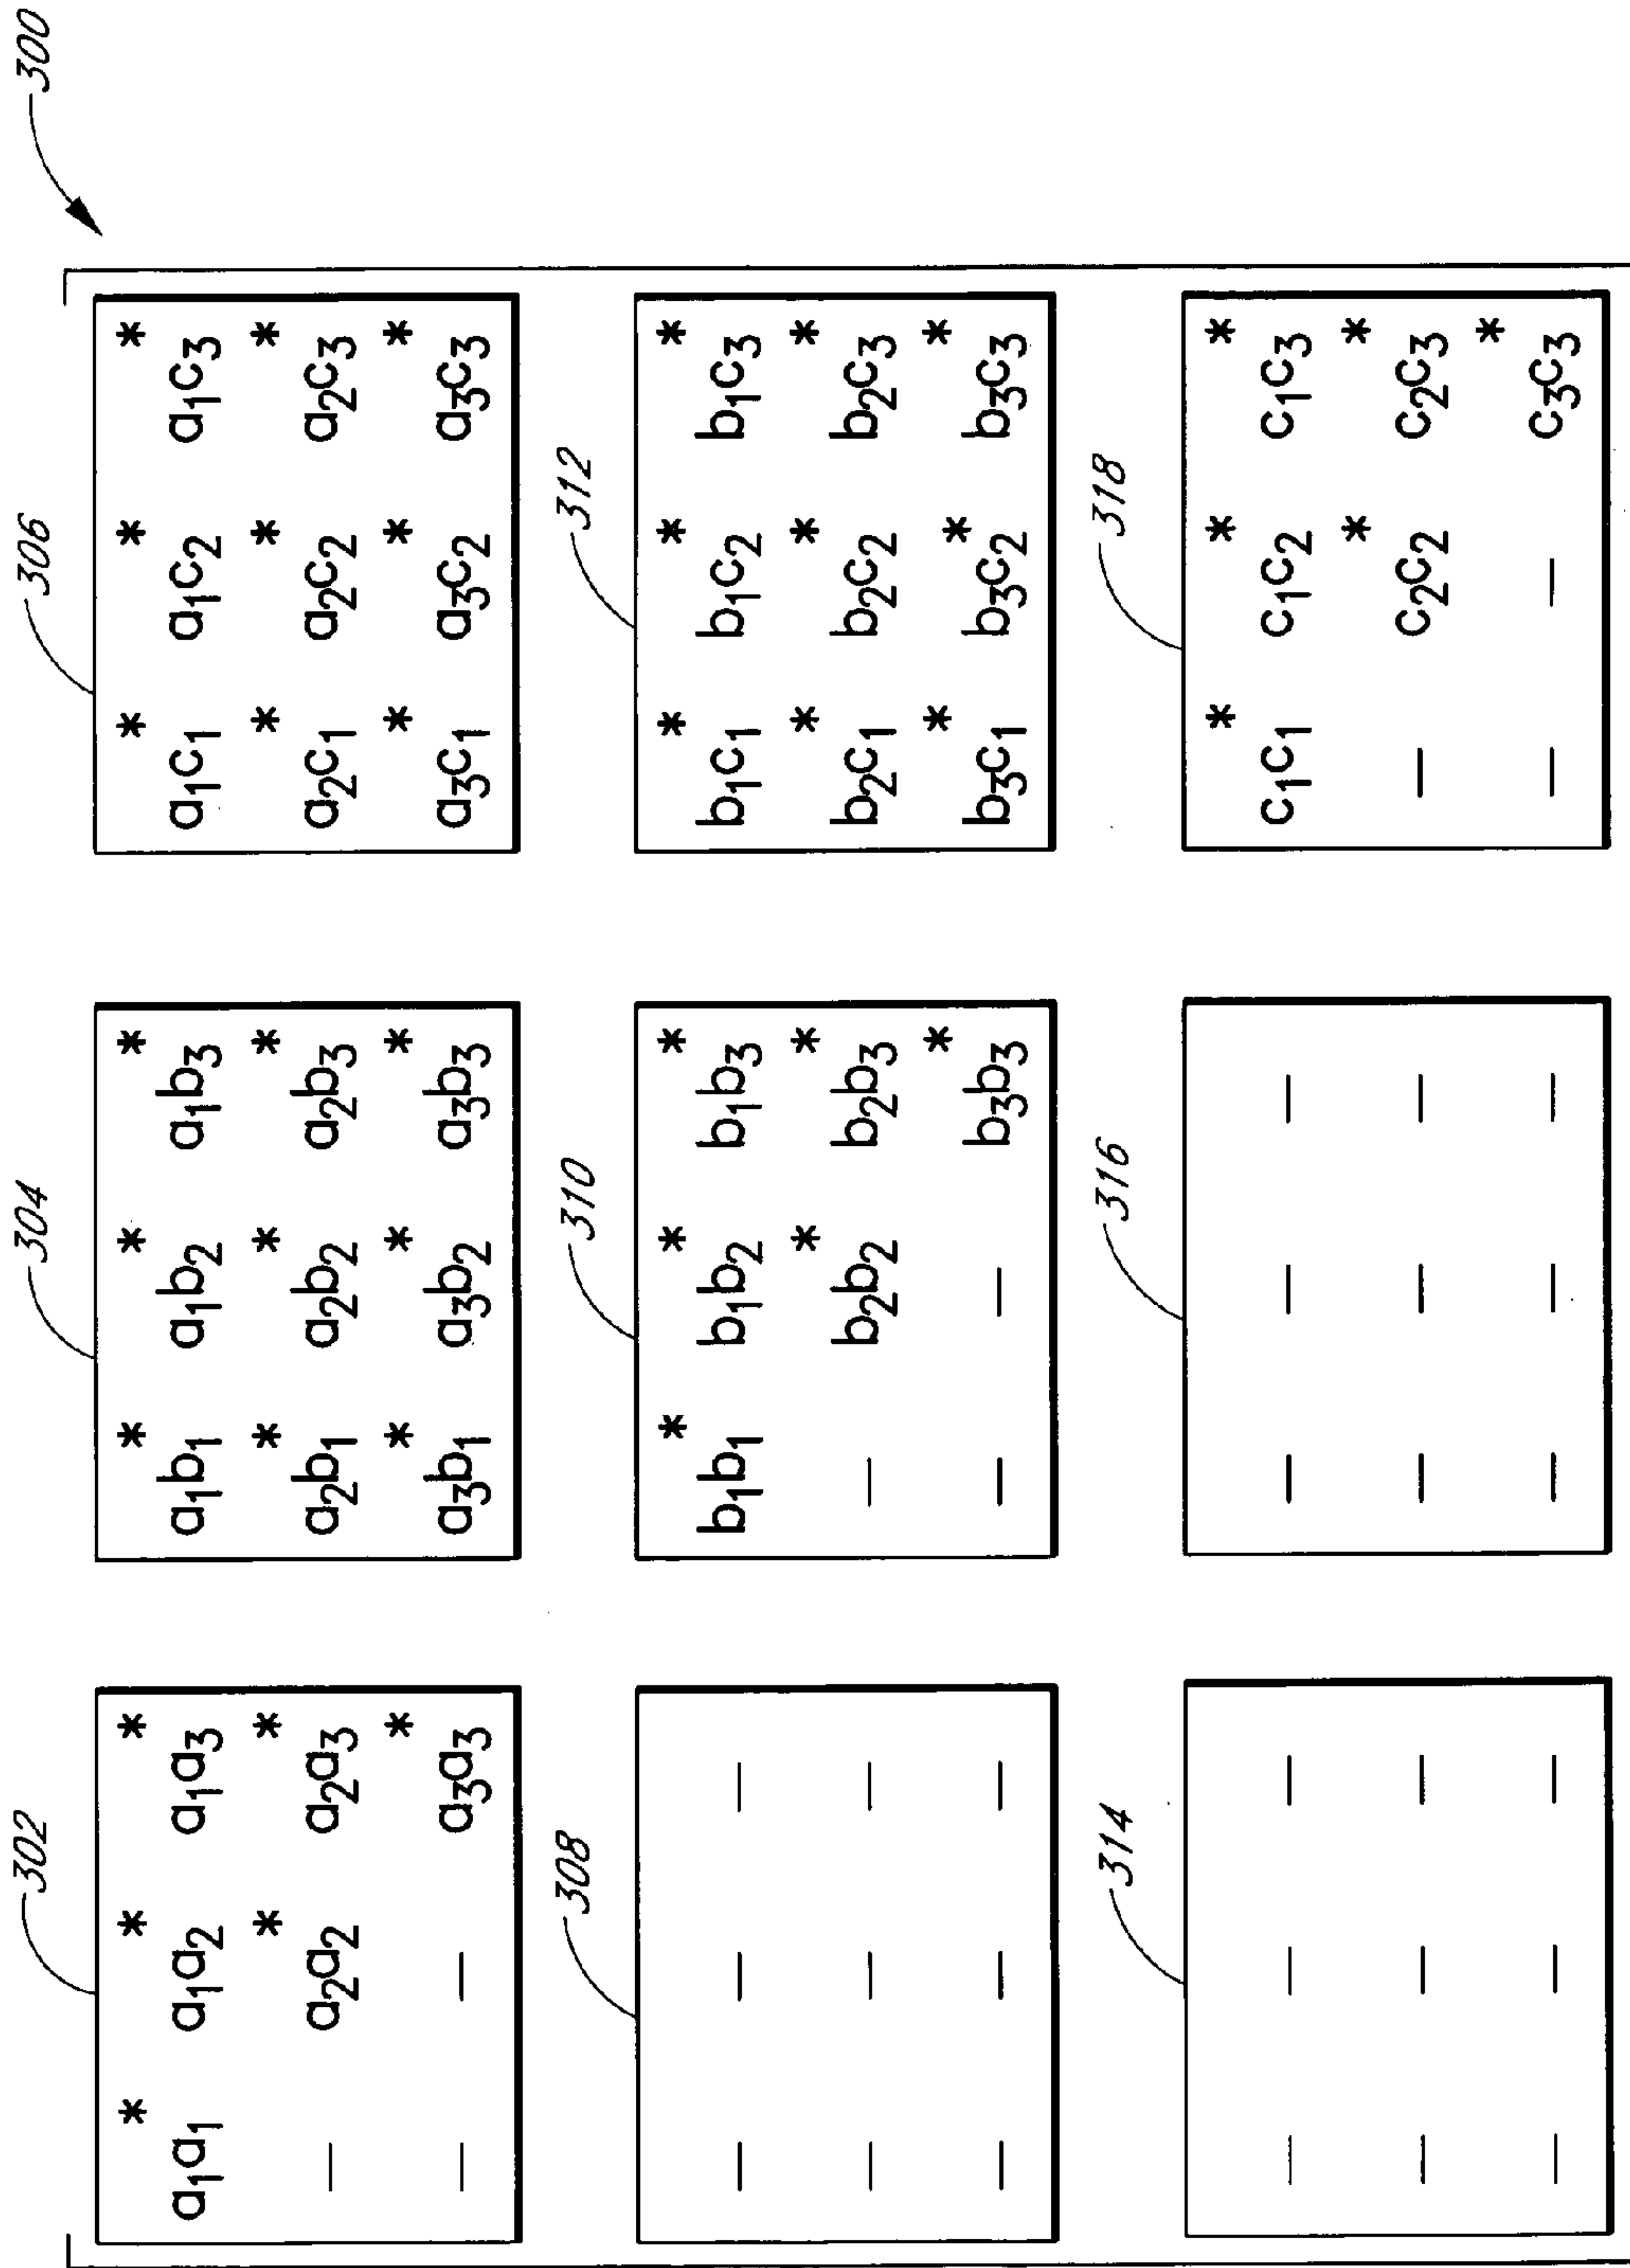 300
302 304 306
a₁a₁* a₁a₂* a₁a₃* a₁b₁* a₁b₂* a₁b₃* a₁c₁* a₁c₂* a₁c₃*
— a₂a₂* a₂a₃* a₂b₁* a₂b₂* a₂b₃* a₂c₁* a₂c₂* a₂c₃*
— — a₃a₃* a₃b₁* a₃b₂* a₃b₃* a₃c₁* a₃c₂* a₃c₃*
308 310 312
— — — b₁b₁* b₁b₂* b₁b₃* b₁c₁* b₁c₂* b₁c₃*
— — — — b₂b₂* b₂b₃* b₂c₁* b₂c₂* b₂c₃*
— — — — — b₃b₃* b₃c₁* b₃c₂* b₃c₃*
314 316 318
— — — — — — c₁c₁* c₁c₂* c₁c₃*
— — — — — — — c₂c₂* c₂c₃*
— — — — — — — — c₃c₃*